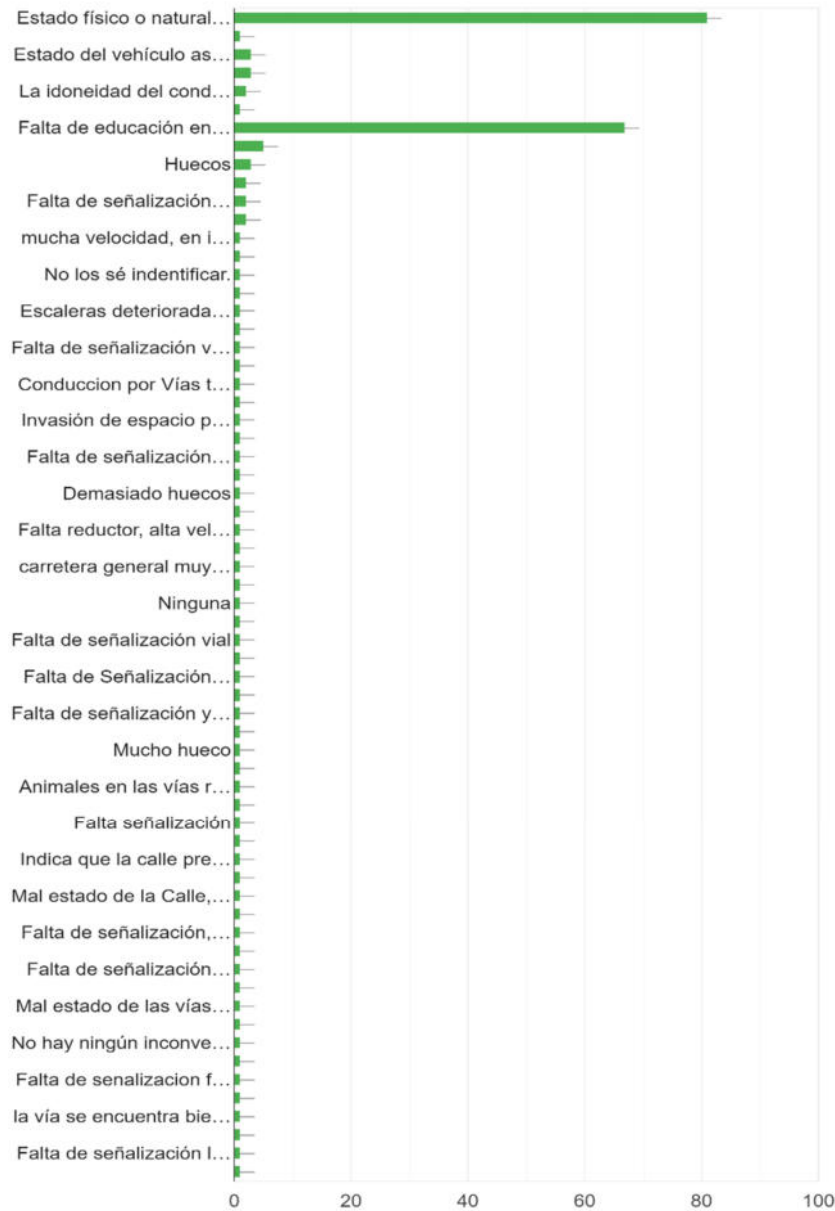 Estado físico o natural…
Estado del vehículo as…
La idoneidad del cond…
Falta de educación en…
Huecos
Falta de señalización…
mucha velocidad, en i…
No los sé indentificar.
Escaleras deteriorada…
Falta de señalización v…
Conduccion por Vías t…
Invasión de espacio p…
Falta de señalización…
Demasiado huecos
Falta reductor, alta vel…
carretera general muy…
Ninguna
Falta de señalización vial
Falta de Señalización…
Falta de señalización y…
Mucho hueco
Animales en las vías r…
Falta señalización
Indica que la calle pre…
Mal estado de la Calle,…
Falta de señalización,…
Falta de señalización…
Mal estado de las vías…
No hay ningún inconve…
Falta de senalizacion f…
la vía se encuentra bie…
Falta de señalización l…
0 20 40 60 80 100